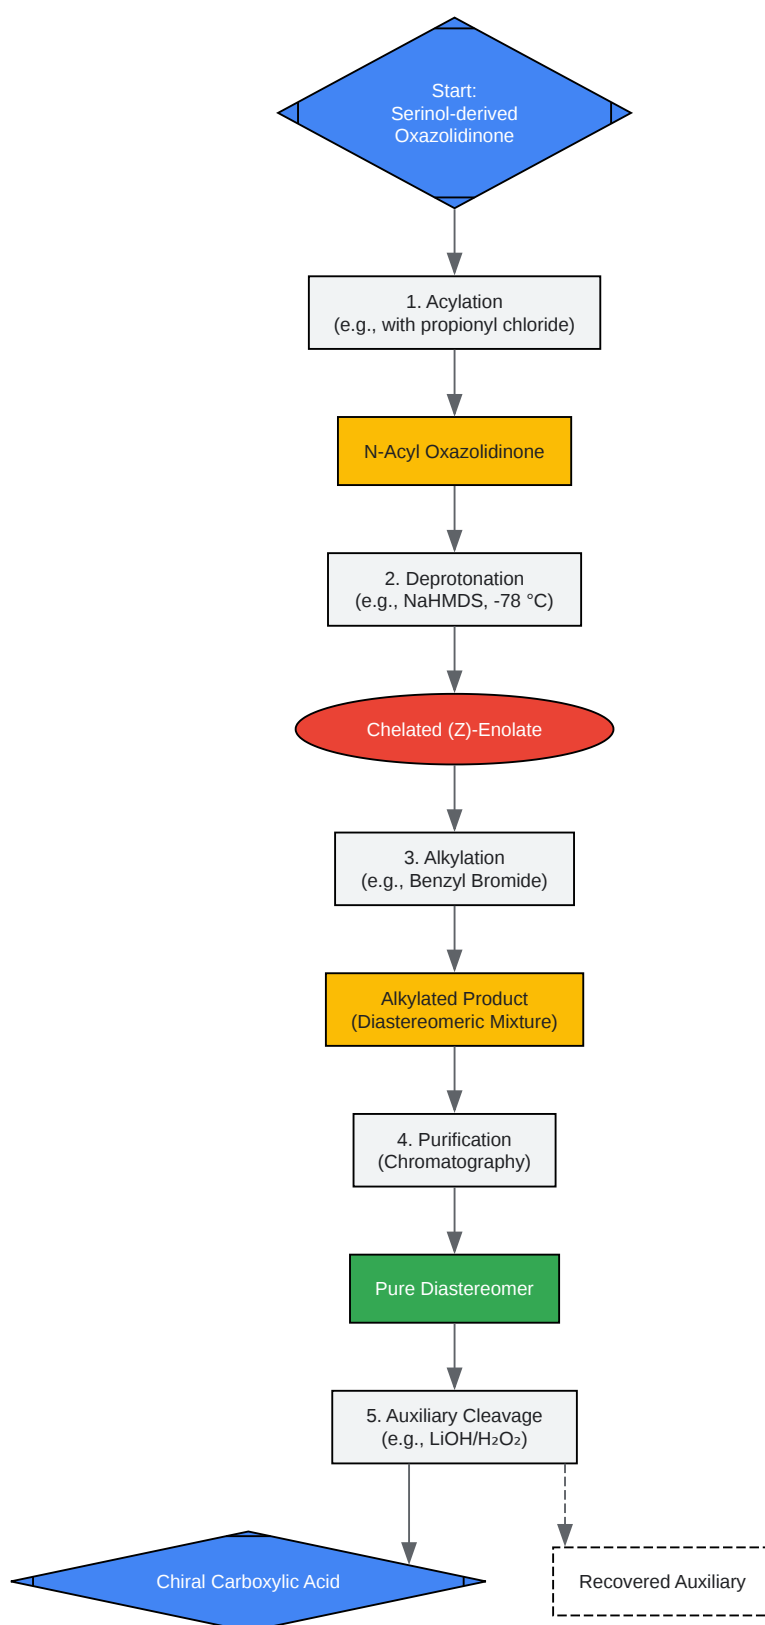 Start:
Serinol-derived
Oxazolidinone
1. Acylation
(e.g., with propionyl chloride)
N-Acyl Oxazolidinone
2. Deprotonation
(e.g., NaHMDS, -78 °C)
Chelated (Z)-Enolate
3. Alkylation
(e.g., Benzyl Bromide)
Alkylated Product
(Diastereomeric Mixture)
4. Purification
(Chromatography)
Pure Diastereomer
5. Auxiliary Cleavage
(e.g., LiOH/H₂O₂)
Chiral Carboxylic Acid
Recovered Auxiliary